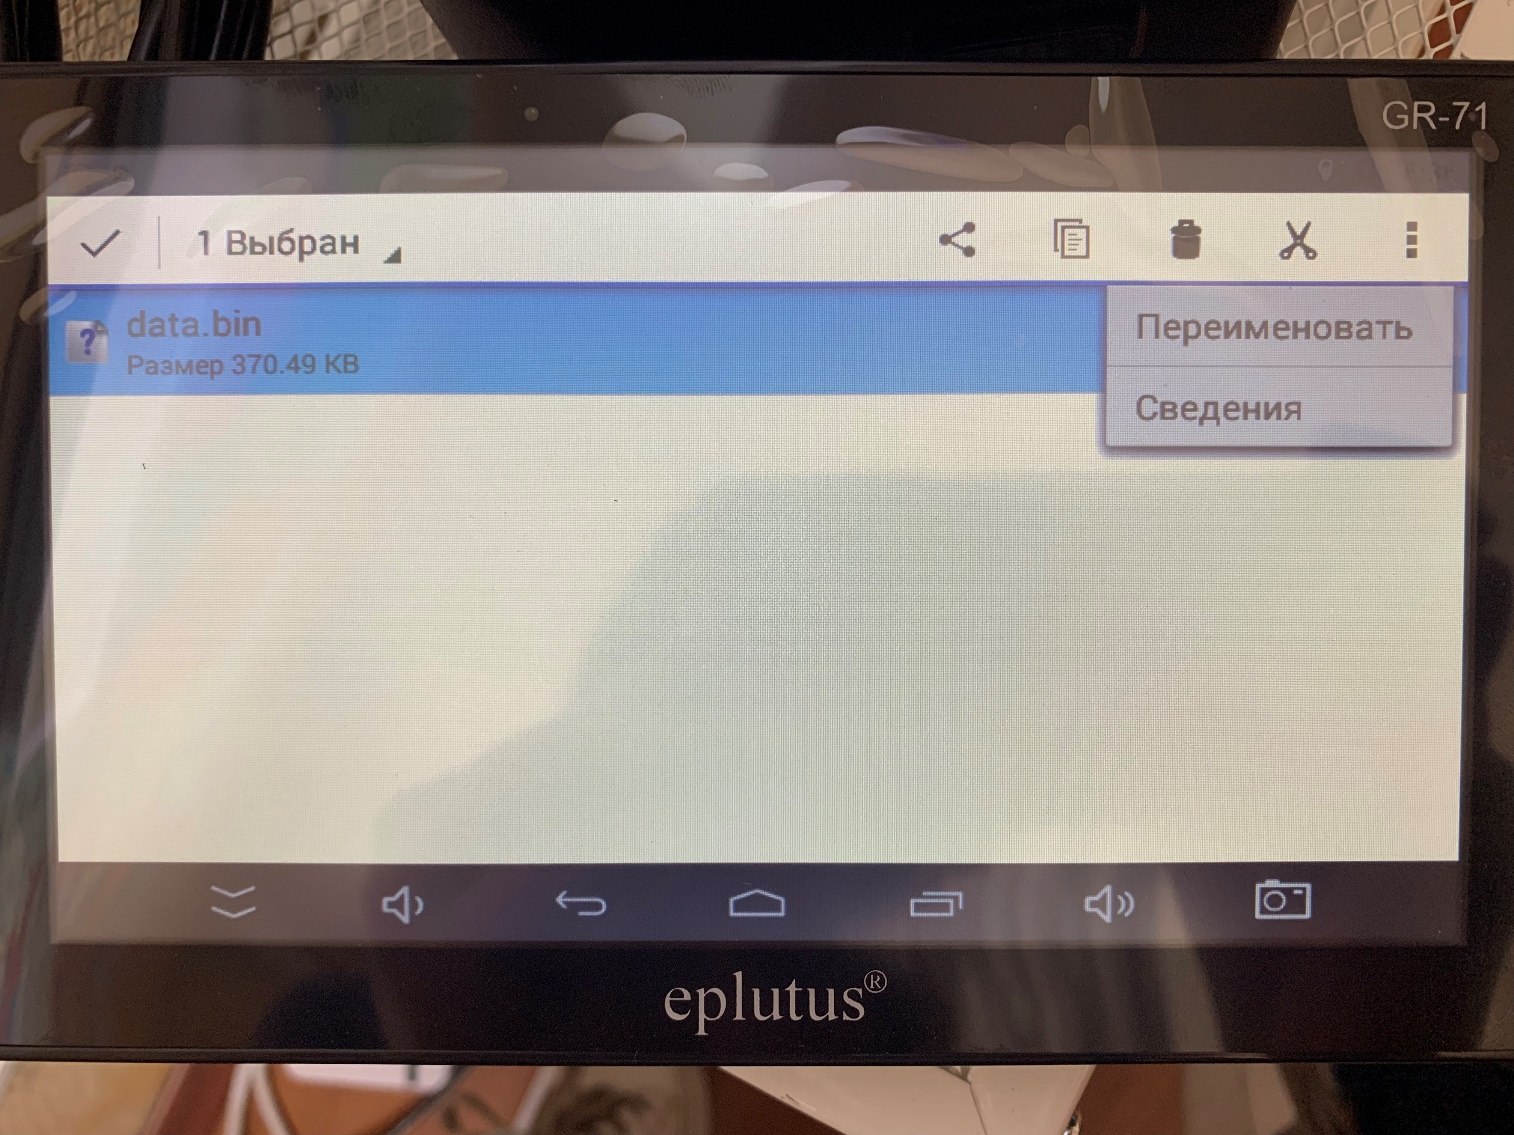 GR-71
1 Выбран
data.bin
Размер 370.49 KB
Переименовать
Сведения
eplutus®